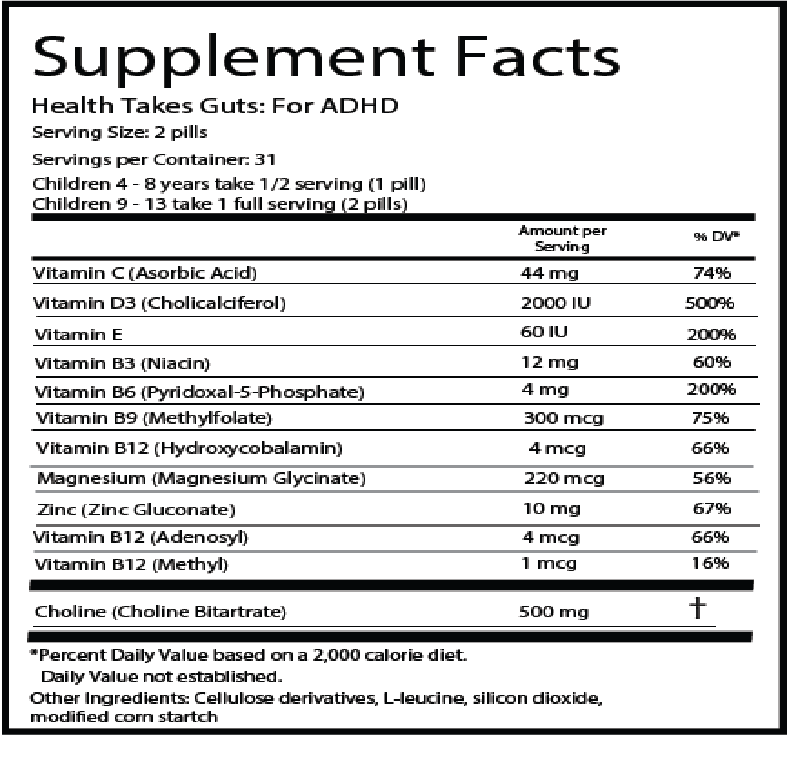 Supplement Facts
Health Takes Guts: For ADHD
Serving Size: 2 pills
Servings per Container: 31
Children 4 - 8 years take 1/2 serving (1 pill)
Children 9 - 13 take 1 full serving (2 pills)
Amount per Serving % DV*
Vitamin C (Asorbic Acid) 44 mg 74%
Vitamin D3 (Cholicalciferol) 2000 IU 500%
Vitamin E 60 IU 200%
Vitamin B3 (Niacin) 12 mg 60%
Vitamin B6 (Pyridoxal-5-Phosphate) 4 mg 200%
Vitamin B9 (Methylfolate) 300 mcg 75%
Vitamin B12 (Hydroxycobalamin) 4 mcg 66%
Magnesium (Magnesium Glycinate) 220 mcg 56%
Zinc (Zinc Gluconate) 10 mg 67%
Vitamin B12 (Adenosyl) 4 mcg 66%
Vitamin B12 (Methyl) 1 mcg 16%
Choline (Choline Bitartrate) 500 mg †
*Percent Daily Value based on a 2,000 calorie diet.
Daily Value not established.
Other Ingredients: Cellulose derivatives, L-leucine, silicon dioxide,
modified corn startch